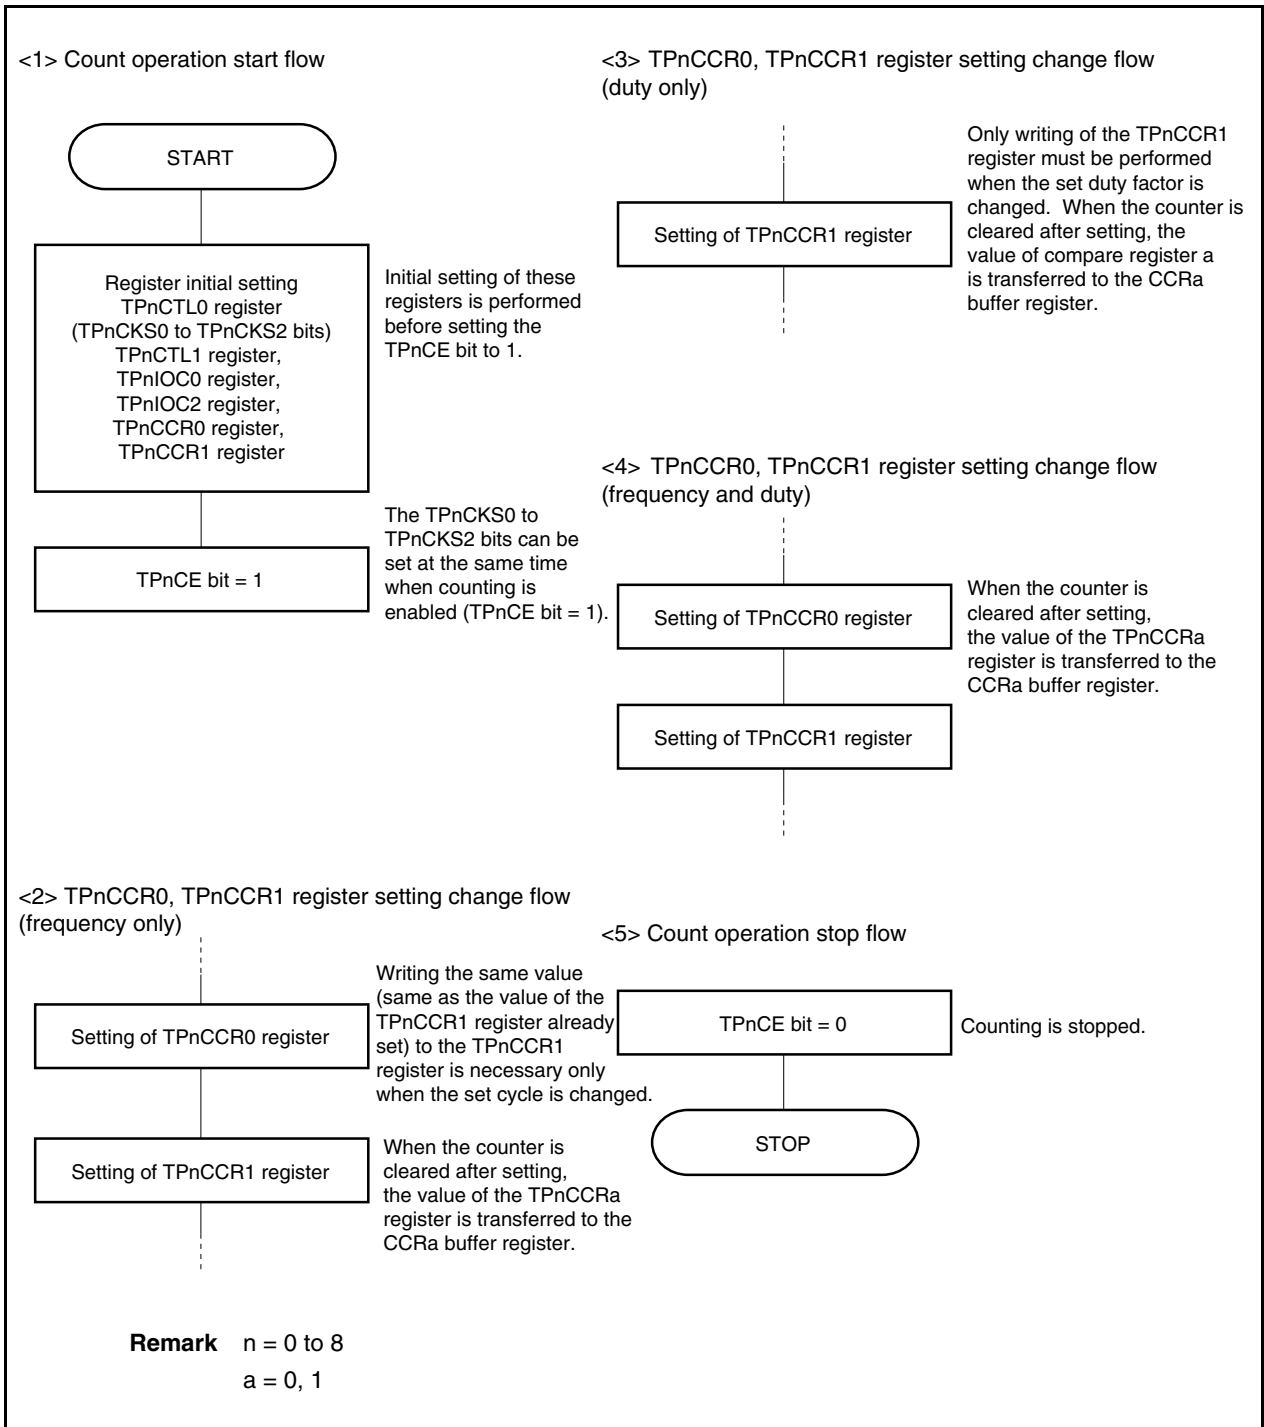 <1> Count operation start flow
START
Register initial setting
TPnCTL0 register
(TPnCKS0 to TPnCKS2 bits)
TPnCTL1 register,
TPnIOC0 register,
TPnIOC2 register,
TPnCCR0 register,
TPnCCR1 register
Initial setting of these
registers is performed
before setting the
TPnCE bit to 1.
TPnCE bit = 1
The TPnCKS0 to
TPnCKS2 bits can be
set at the same time
when counting is
enabled (TPnCE bit = 1).
<2> TPnCCR0, TPnCCR1 register setting change flow
(frequency only)
Setting of TPnCCR0 register
Writing the same value
(same as the value of the
TPnCCR1 register already
set) to the TPnCCR1
register is necessary only
when the set cycle is changed.
Setting of TPnCCR1 register
When the counter is
cleared after setting,
the value of the TPnCCRa
register is transferred to the
CCRa buffer register.
<3> TPnCCR0, TPnCCR1 register setting change flow
(duty only)
Setting of TPnCCR1 register
Only writing of the TPnCCR1
register must be performed
when the set duty factor is
changed. When the counter is
cleared after setting, the
value of compare register a
is transferred to the CCRa
buffer register.
<4> TPnCCR0, TPnCCR1 register setting change flow
(frequency and duty)
Setting of TPnCCR0 register
When the counter is
cleared after setting,
the value of the TPnCCRa
register is transferred to the
CCRa buffer register.
Setting of TPnCCR1 register
<5> Count operation stop flow
TPnCE bit = 0
Counting is stopped.
STOP
Remark n = 0 to 8
a = 0, 1